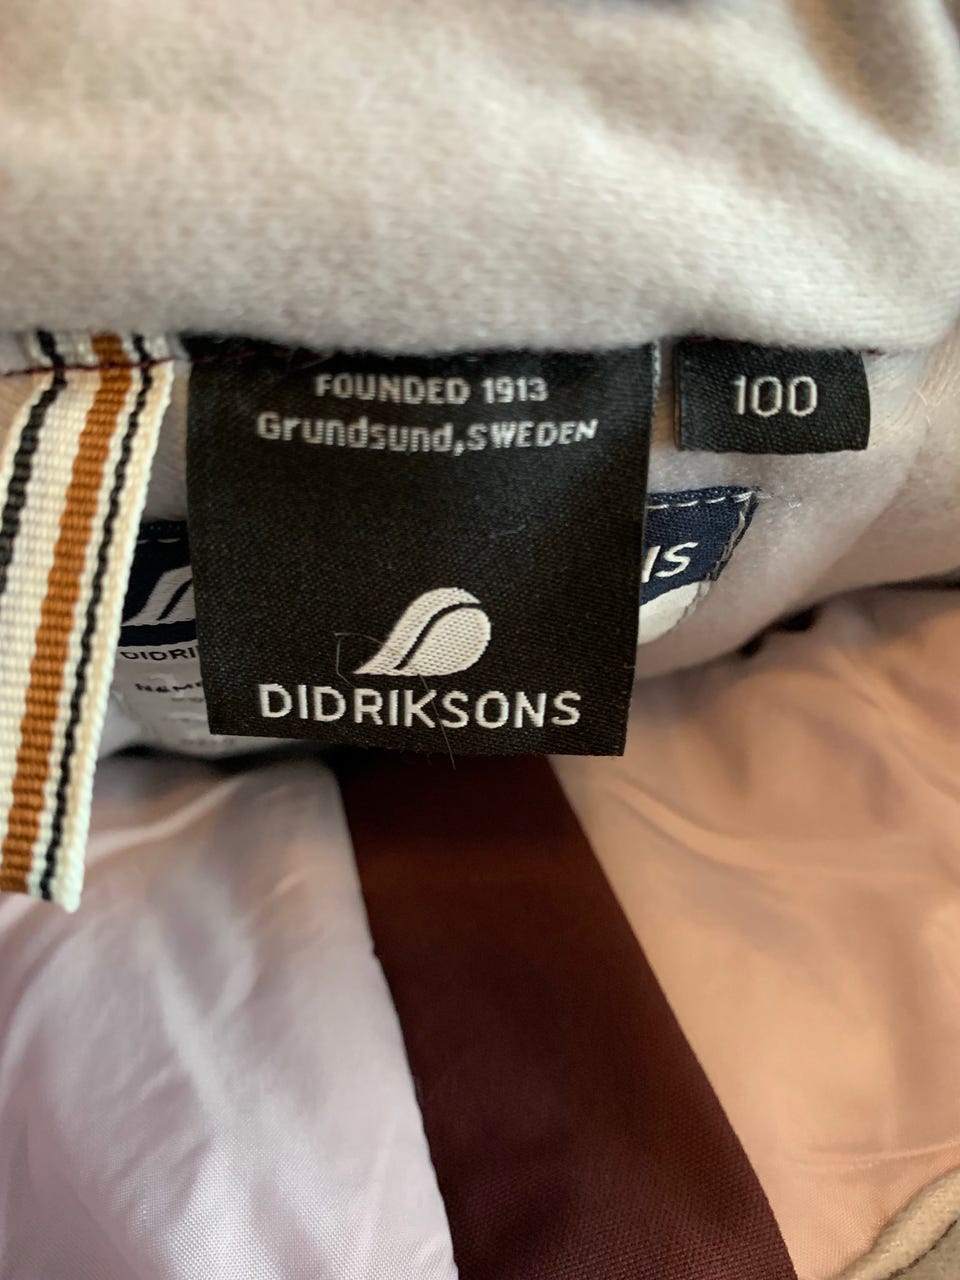 FOUNDED 1913
Grundsund, SWEDEN
100
DIDRIKSONS